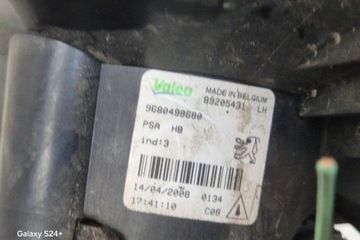 Valeo MADE IN BELGIUM
89205431 LH
9680490680
PSA H8
ind:3
14/04/2008 0134
17:41:10 C08
Galaxy S24+